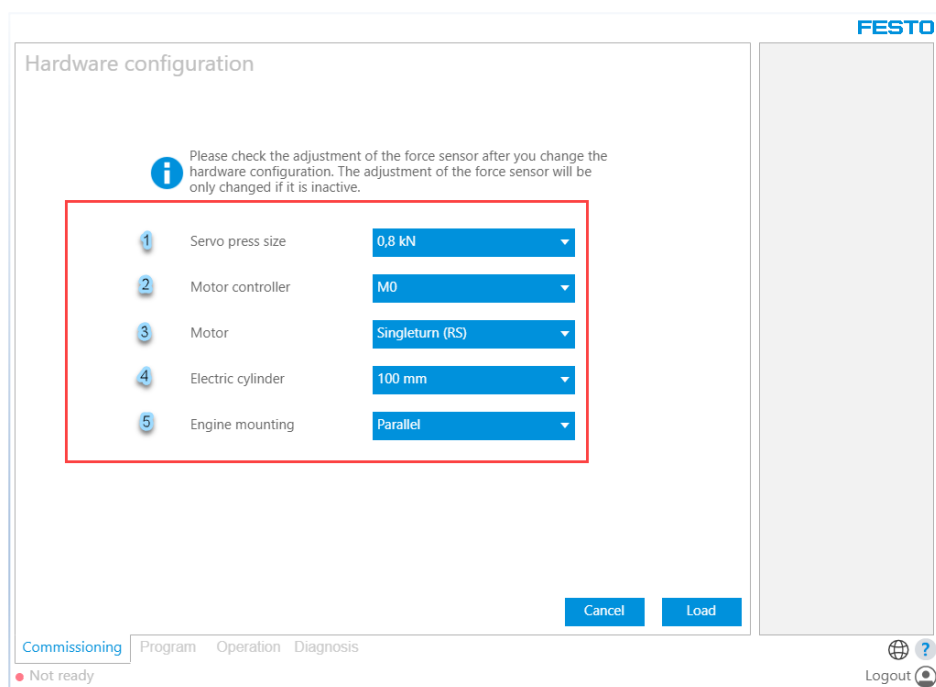 FESTO
Hardware configuration
Please check the adjustment of the force sensor after you change the
hardware configuration. The adjustment of the force sensor will be
only changed if it is inactive.
1 Servo press size 0,8 kN
2 Motor controller M0
3 Motor Singleturn (RS)
4 Electric cylinder 100 mm
5 Engine mounting Parallel
Cancel Load
Commissioning Program Operation Diagnosis ?
Not ready Logout